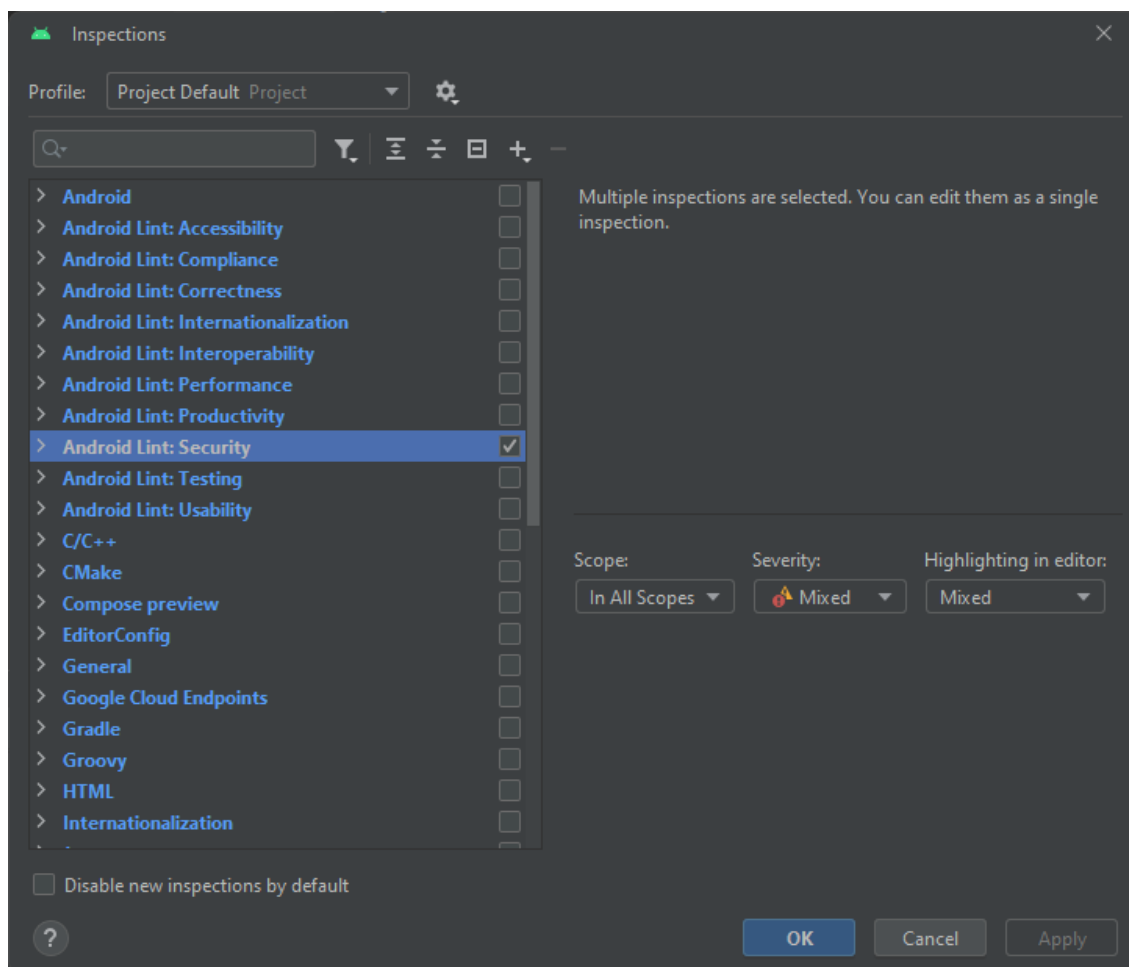 Inspections
Profile:
Project Default Project
Android
Android Lint: Accessibility
Android Lint: Compliance
Android Lint: Correctness
Android Lint: Internationalization
Android Lint: Interoperability
Android Lint: Performance
Android Lint: Productivity
Android Lint: Security
Android Lint: Testing
Android Lint: Usability
C/C++
CMake
Compose preview
EditorConfig
General
Google Cloud Endpoints
Gradle
Groovy
HTML
Internationalization
Multiple inspections are selected. You can edit them as a single
inspection.
Scope:
In All Scopes
Severity:
Mixed
Highlighting in editor:
Mixed
Disable new inspections by default
?
OK
Cancel
Apply